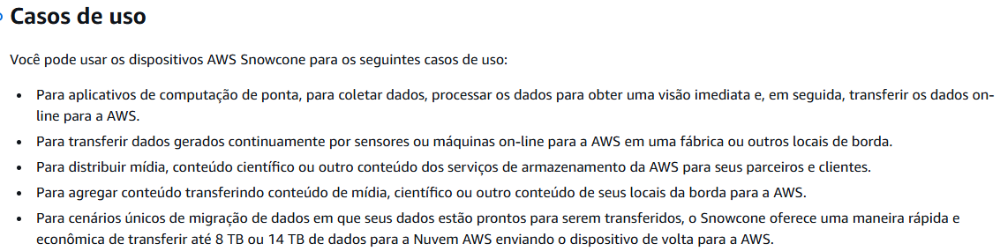 Casos de uso
Você pode usar os dispositivos AWS Snowcone para os seguintes casos de uso:
• Para aplicativos de computação de ponta, para coletar dados, processar os dados para obter uma visão imediata e, em seguida, transferir os dados on-
line para a AWS.
• Para transferir dados gerados continuamente por sensores ou máquinas on-line para a AWS em uma fábrica ou outros locais de borda.
• Para distribuir mídia, conteúdo científico ou outro conteúdo dos serviços de armazenamento da AWS para seus parceiros e clientes.
• Para agregar conteúdo transferindo conteúdo de mídia, científico ou outro conteúdo de seus locais da borda para a AWS.
• Para cenários únicos de migração de dados em que seus dados estão prontos para serem transferidos, o Snowcone oferece uma maneira rápida e
econômica de transferir até 8 TB ou 14 TB de dados para a Nuvem AWS enviando o dispositivo de volta para a AWS.